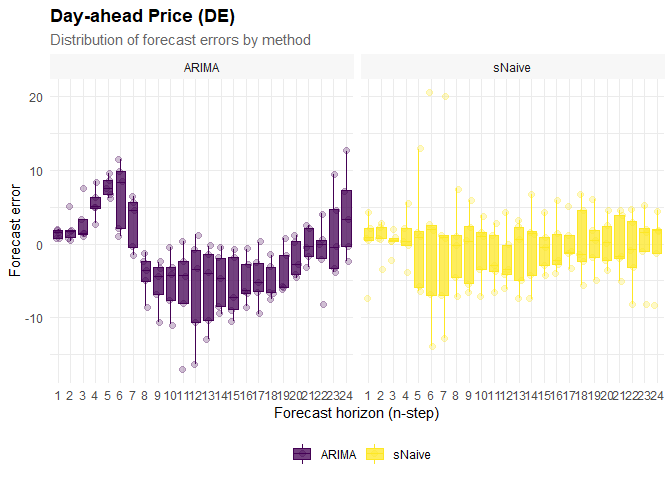 Day-ahead Price (DE)
Distribution of forecast errors by method
ARIMA
sNaive
Forecast error
20
10
0
-10
1 2 3 4 5 6 7 8 9 10 11 12 13 14 15 16 17 18 19 20 21 22 23 24
1 2 3 4 5 6 7 8 9 10 11 12 13 14 15 16 17 18 19 20 21 22 23 24
Forecast horizon (n-step)
ARIMA
sNaive